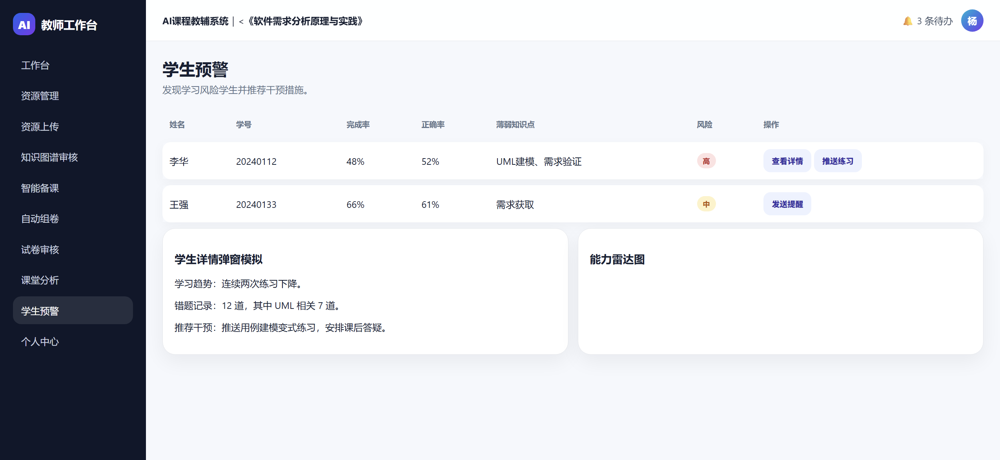 AI 教师工作台
AI课程教辅系统 | <《软件需求分析原理与实践》
3 条待办
杨
工作台
资源管理
资源上传
知识图谱审核
智能备课
自动组卷
试卷审核
课堂分析
学生预警
个人中心
学生预警
发现学习风险学生并推荐干预措施。
姓名 学号 完成率 正确率 薄弱知识点 风险 操作
李华 20240112 48% 52% UML建模、需求验证 高 查看详情 推送练习
王强 20240133 66% 61% 需求获取 中 发送提醒
学生详情弹窗模拟
学习趋势：连续两次练习下降。
错题记录：12 道，其中 UML 相关 7 道。
推荐干预：推送用例建模变式练习，安排课后答疑。
能力雷达图